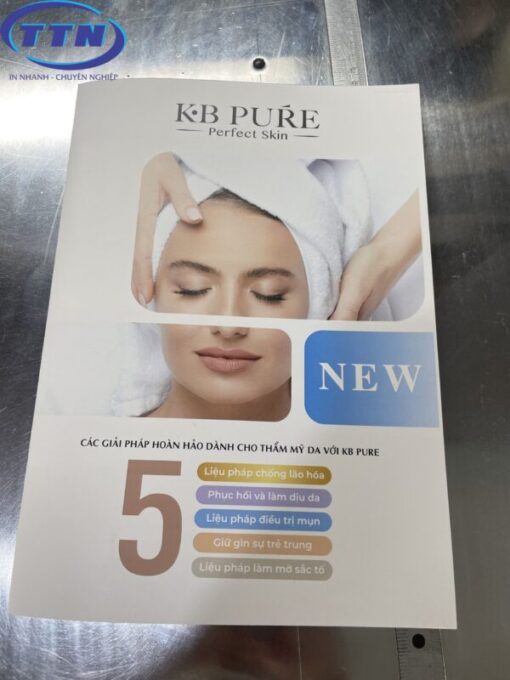 TTN
IN NHANH - CHUYÊN NGHIỆP
K·B PURE
Perfect Skin
NEW
CÁC GIẢI PHÁP HOÀN HẢO DÀNH CHO THẨM MỸ DA VỚI KB PURE
5
Liệu pháp chống lão hóa
Phục hồi và làm dịu da
Liệu pháp điều trị mụn
Giữ gìn sự trẻ trung
Liệu pháp làm mờ sắc tố